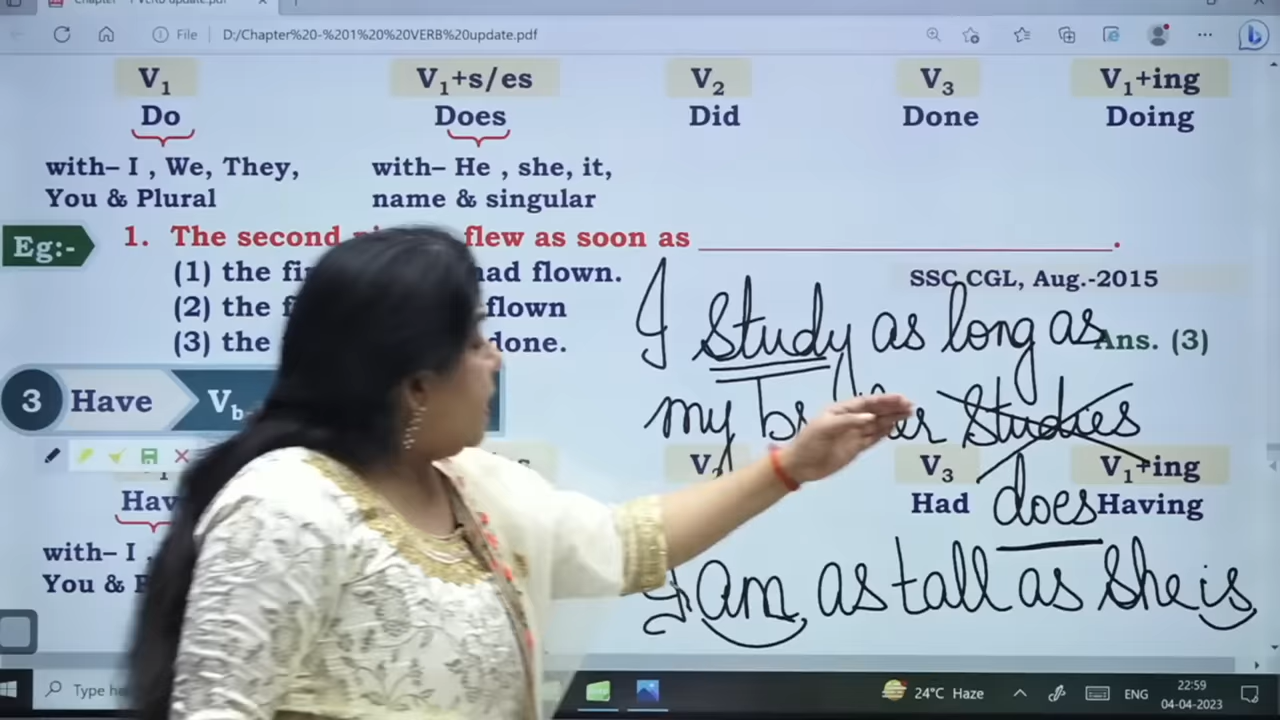 File D:/Chapter%20-%201%20%20VERB%20update.pdf
V1 V1+s/es V2 V3 V1+ing
Do Does Did Done Doing
with– I , We, They, with– He , she, it,
You & Plural name & singular
Eg:- 1. The second flew as soon as ____________.
(1) the had flown.
SSC CGL, Aug.-2015
(2) the flown
(3) the done.
Ans. (3)
I study as long as
my studies
does
3 Have
V3 V1+ing
Had Having
with– I
You &
I am as tall as she is
Type
24°C Haze
ENG
22:59
04-04-2023